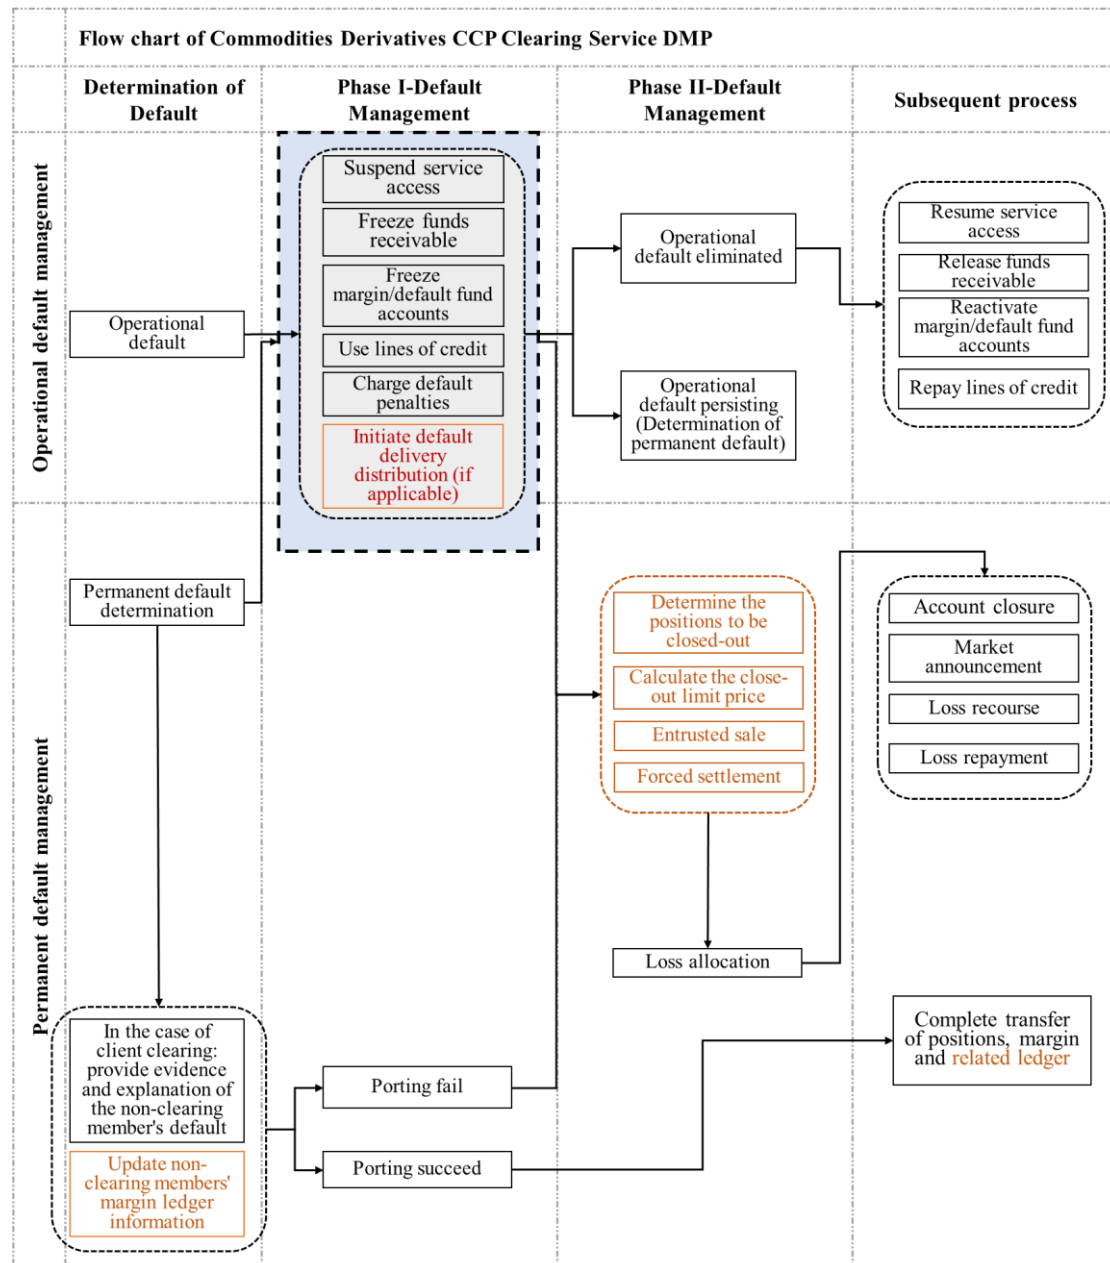 Flow chart of Commodities Derivatives CCP Clearing Service DMP
Determination of
Default
Phase I-Default
Management
Phase II-Default
Management
Subsequent process
Operational default management
Suspend service
access
Freeze funds
receivable
Freeze
margin/default fund
accounts
Use lines of credit
Charge default
penalties
Initiate default
delivery
distribution (if
applicable)
Operational
default
Operational
default eliminated
Operational
default persisting
(Determination of
permanent default)
Resume service
access
Release funds
receivable
Reactivate
margin/default fund
accounts
Repay lines of credit
Permanent default management
Permanent default
determination
Determine the
positions to be
closed-out
Calculate the close-
out limit price
Entrusted sale
Forced settlement
Account closure
Market
announcement
Loss recourse
Loss repayment
Loss allocation
In the case of
client clearing:
provide evidence
and explanation of
the non-clearing
member's default
Update non-
clearing members'
margin ledger
information
Porting fail
Porting succeed
Complete transfer
of positions, margin
and related ledger